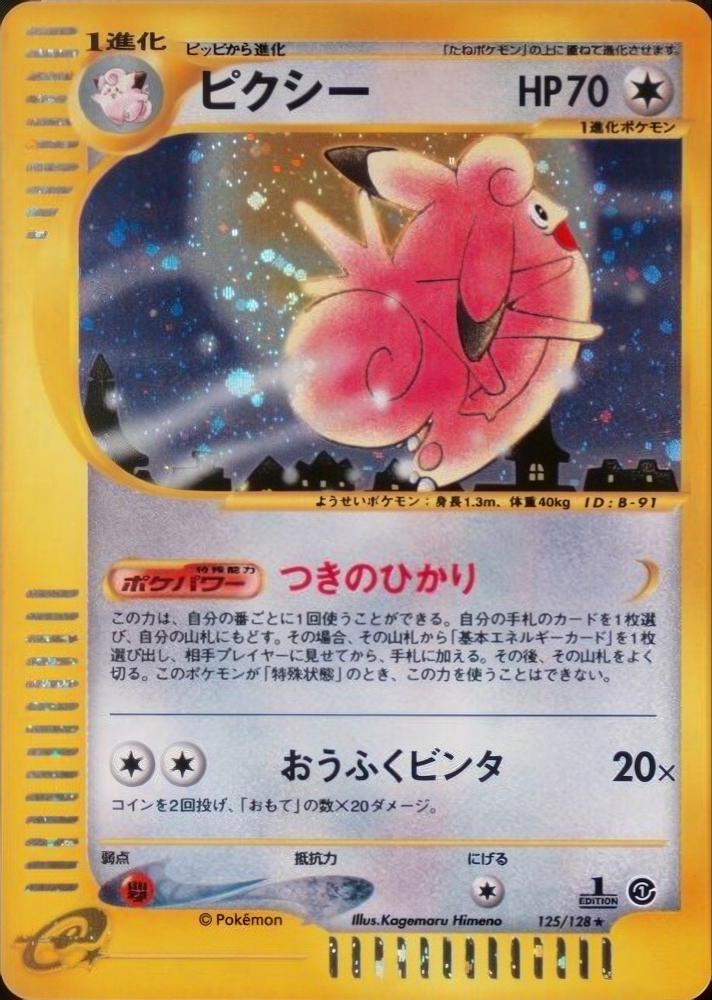 1進化
ピッピから進化
「たねポケモン」の上に重ねて進化させます。
ピクシー
HP70
1進化ポケモン
ようせいポケモン：身長1.3m、体重40kg ID:B-91
特殊能力
ポケパワー
つきのひかり
この力は、自分の番ごとに1回使うことができる。自分の手札のカードを1枚選
び、自分の山札にもどす。その場合、その山札から「基本エネルギーカード」を1枚
選び出し、相手プレイヤーに見せてから、手札に加える。その後、その山札をよく
切る。このポケモンが「特殊状態」のとき、この力を使うことはできない。
おうふくビンタ
20×
コインを2回投げ、「おもて」の数×20ダメージ。
弱点
抵抗力
にげる
1
EDITION
© Pokémon
Illus.Kagemaru Himeno
125/128★
e